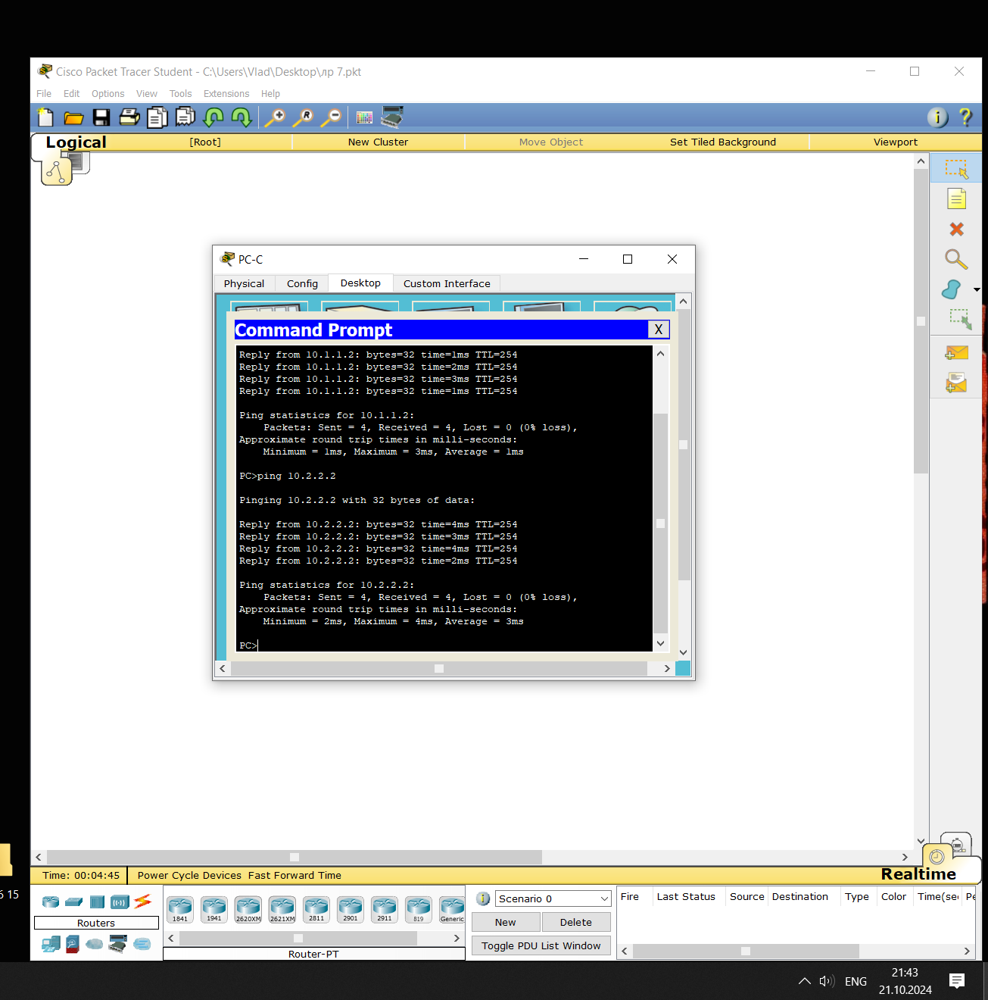 Cisco Packet Tracer Student - C:\Users\Vlad\Desktop\лр 7.pkt
File Edit Options View Tools Extensions Help
Logical [Root] New Cluster Move Object Set Tiled Background Viewport
PC-C
Physical Config Desktop Custom Interface
Command Prompt X
Reply from 10.1.1.2: bytes=32 time=1ms TTL=254
Reply from 10.1.1.2: bytes=32 time=2ms TTL=254
Reply from 10.1.1.2: bytes=32 time=3ms TTL=254
Reply from 10.1.1.2: bytes=32 time=1ms TTL=254
Ping statistics for 10.1.1.2:
Packets: Sent = 4, Received = 4, Lost = 0 (0% loss),
Approximate round trip times in milli-seconds:
Minimum = 1ms, Maximum = 3ms, Average = 1ms
PC>ping 10.2.2.2
Pinging 10.2.2.2 with 32 bytes of data:
Reply from 10.2.2.2: bytes=32 time=4ms TTL=254
Reply from 10.2.2.2: bytes=32 time=3ms TTL=254
Reply from 10.2.2.2: bytes=32 time=4ms TTL=254
Reply from 10.2.2.2: bytes=32 time=2ms TTL=254
Ping statistics for 10.2.2.2:
Packets: Sent = 4, Received = 4, Lost = 0 (0% loss),
Approximate round trip times in milli-seconds:
Minimum = 2ms, Maximum = 4ms, Average = 3ms
PC>
Realtime
Time: 00:04:45 Power Cycle Devices Fast Forward Time
6 15
Routers
1841 1941 2620XM 2621XM 2811 2901 2911 819 Generic
Router-PT
Scenario 0
New Delete
Toggle PDU List Window
Fire Last Status Source Destination Type Color Time(se Pe
ENG
21:43
21.10.2024